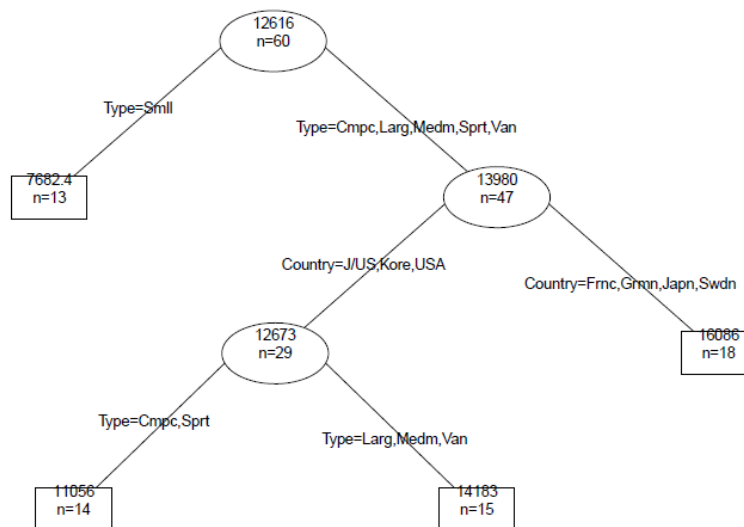 12616
n=60
Type=Smll
Type=Cmpc,Larg,Medm,Sprt,Van
7682.4
n=13
13980
n=47
Country=J/US,Kore,USA
Country=Frnc,Grmn,Japn,Swdn
12673
n=29
16086
n=18
Type=Cmpc,Sprt
Type=Larg,Medm,Van
11056
n=14
14183
n=15